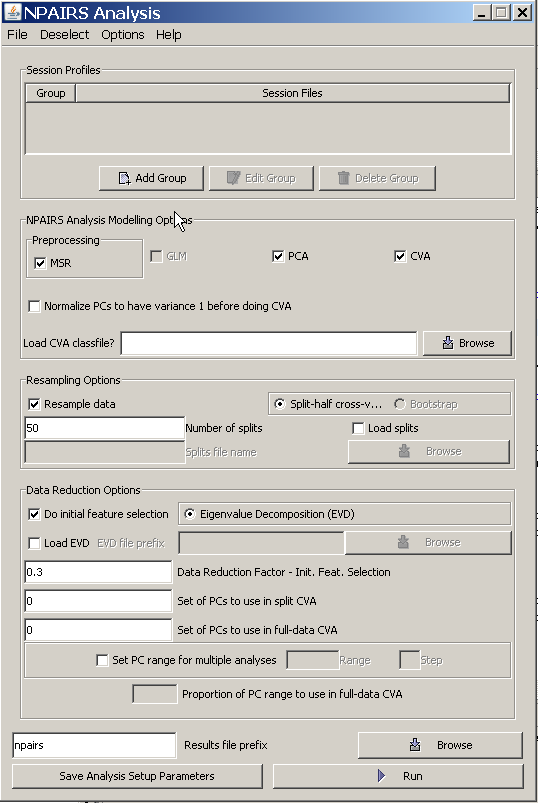 NPAIRS Analysis
File Deselect Options Help
Session Profiles
Group Session Files
Add Group Edit Group Delete Group
NPAIRS Analysis Modelling Options
Preprocessing
MSR GLM PCA CVA
Normalize PCs to have variance 1 before doing CVA
Load CVA classfile? Browse
Resampling Options
Resample data Split-half cross-v... Bootstrap
50 Number of splits Load splits
Splits file name Browse
Data Reduction Options
Do initial feature selection Eigenvalue Decomposition (EVD)
Load EVD EVD file prefix Browse
0.3 Data Reduction Factor - Init. Feat. Selection
0 Set of PCs to use in split CVA
0 Set of PCs to use in full-data CVA
Set PC range for multiple analyses Range Step
Proportion of PC range to use in full-data CVA
npairs Results file prefix Browse
Save Analysis Setup Parameters Run